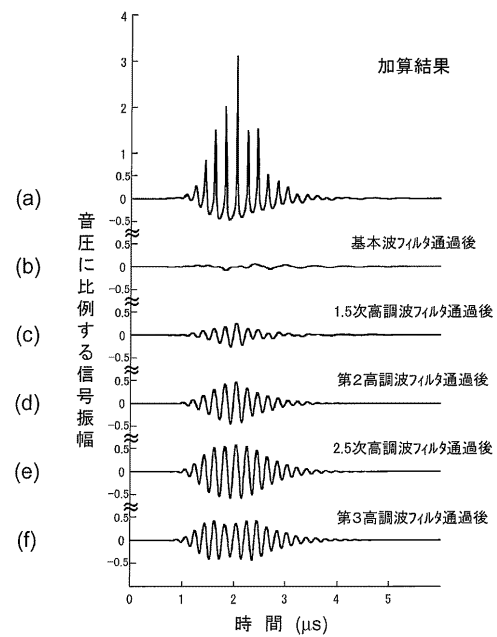 4
3
2
1
0.5
0
-0.5
加算結果
(a)
音圧に比例する信号振幅
基本波フィルタ通過後
(b)
0.5
0
-0.5
1.5次高調波フィルタ通過後
(c)
0.5
0
-0.5
第2高調波フィルタ通過後
(d)
0.5
0
-0.5
2.5次高調波フィルタ通過後
(e)
0.5
0
-0.5
第3高調波フィルタ通過後
(f)
0.5
0
-0.5
0 1 2 3 4 5
時間 (μs)